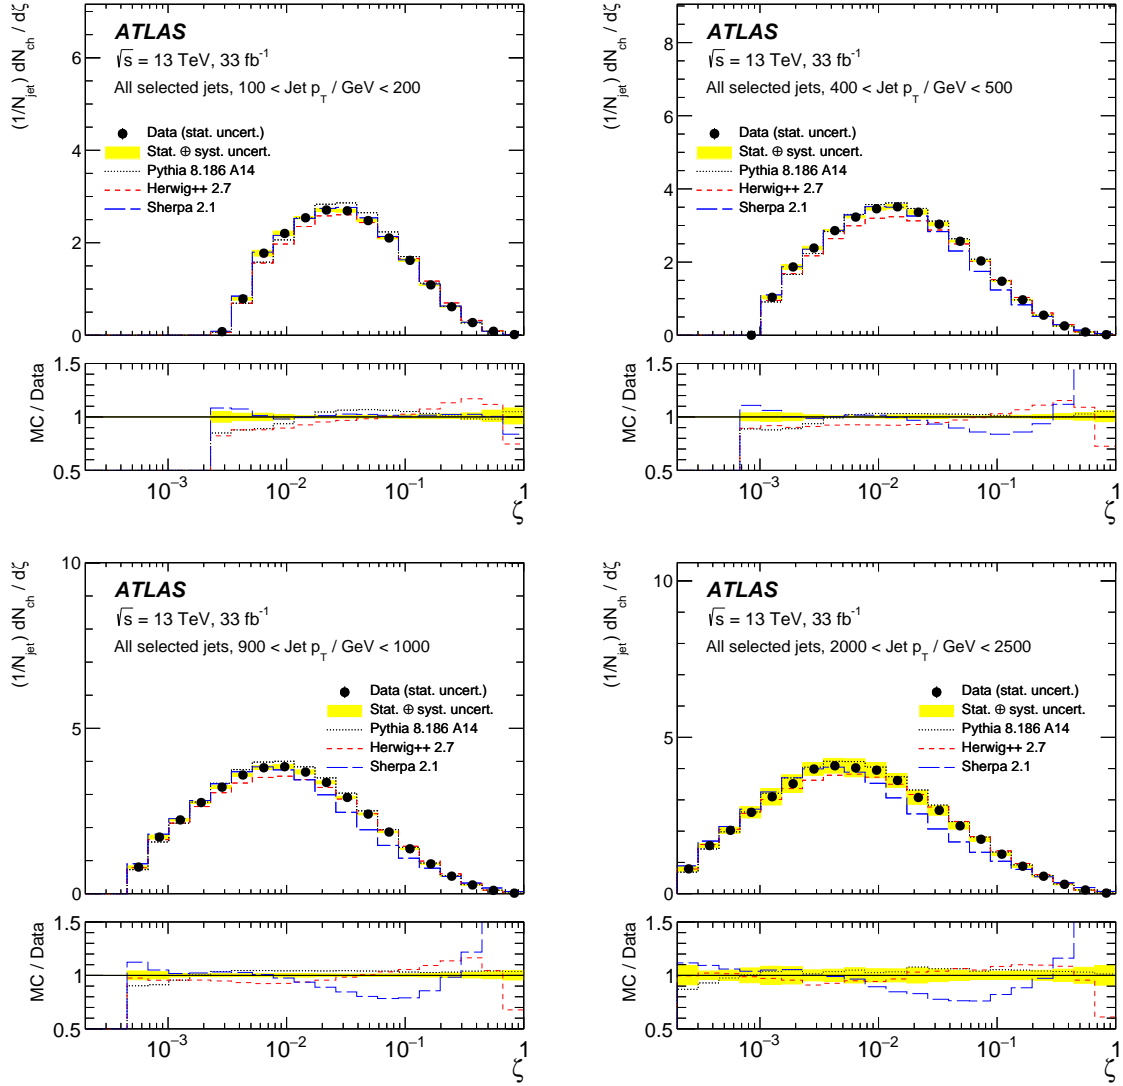 (1/N_jet) dN_ch / dζ
ATLAS
√s = 13 TeV, 33 fb⁻¹
All selected jets, 100 < Jet p_T / GeV < 200
Data (stat. uncert.)
Stat. ⊕ syst. uncert.
Pythia 8.186 A14
Herwig++ 2.7
Sherpa 2.1
6
4
2
0
MC / Data
1.5
1
0.5
10⁻³ 10⁻² 10⁻¹ 1
ζ
(1/N_jet) dN_ch / dζ
ATLAS
√s = 13 TeV, 33 fb⁻¹
All selected jets, 400 < Jet p_T / GeV < 500
Data (stat. uncert.)
Stat. ⊕ syst. uncert.
Pythia 8.186 A14
Herwig++ 2.7
Sherpa 2.1
8
6
4
2
0
MC / Data
1.5
1
0.5
10⁻³ 10⁻² 10⁻¹ 1
ζ
(1/N_jet) dN_ch / dζ
ATLAS
√s = 13 TeV, 33 fb⁻¹
All selected jets, 900 < Jet p_T / GeV < 1000
Data (stat. uncert.)
Stat. ⊕ syst. uncert.
Pythia 8.186 A14
Herwig++ 2.7
Sherpa 2.1
10
5
0
MC / Data
1.5
1
0.5
10⁻³ 10⁻² 10⁻¹ 1
ζ
(1/N_jet) dN_ch / dζ
ATLAS
√s = 13 TeV, 33 fb⁻¹
All selected jets, 2000 < Jet p_T / GeV < 2500
Data (stat. uncert.)
Stat. ⊕ syst. uncert.
Pythia 8.186 A14
Herwig++ 2.7
Sherpa 2.1
10
5
0
MC / Data
1.5
1
0.5
10⁻³ 10⁻² 10⁻¹ 1
ζ